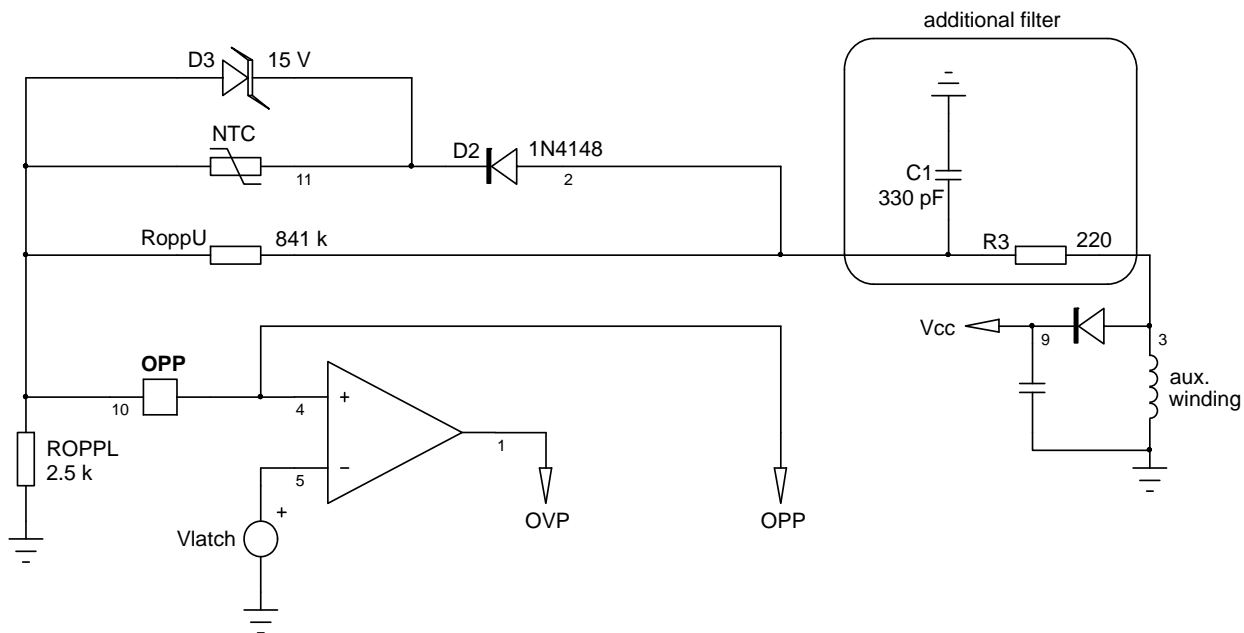 additional filter
D3
15 V
NTC
11
D2
1N4148
2
C1
330 pF
RoppU
841 k
R3
220
Vcc
9
3
aux.
winding
OPP
10
4
+
1
5
−
ROPPL
2.5 k
+
Vlatch
OVP
OPP